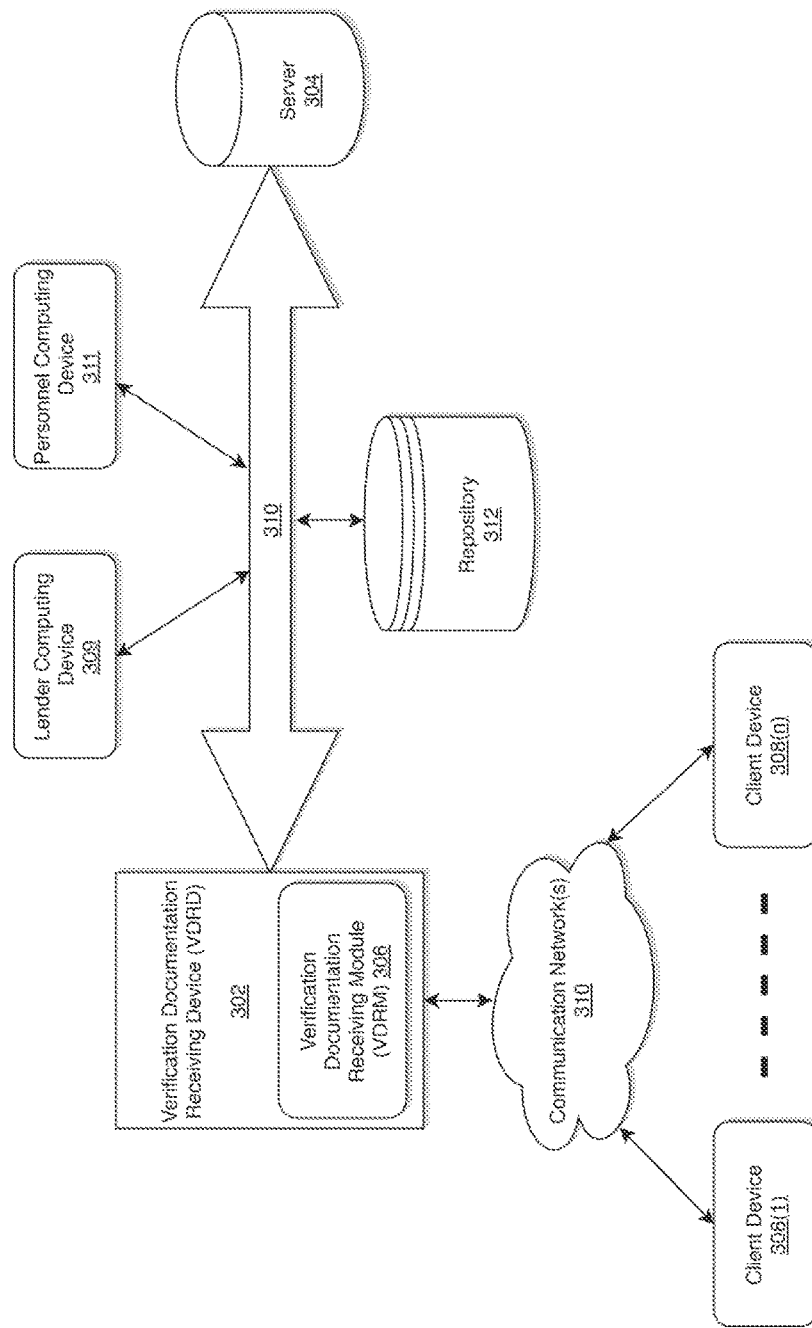 Lender Computing
Device
309
Personnel Computing
Device
311
Verification Documentation
Receiving Device (VDRD)
302
Verification
Documentation
Receiving Module
(VDRM) 306
310
Server
304
Repository
312
Communication Network(s)
310
Client Device
308(1)
Client Device
308(n)